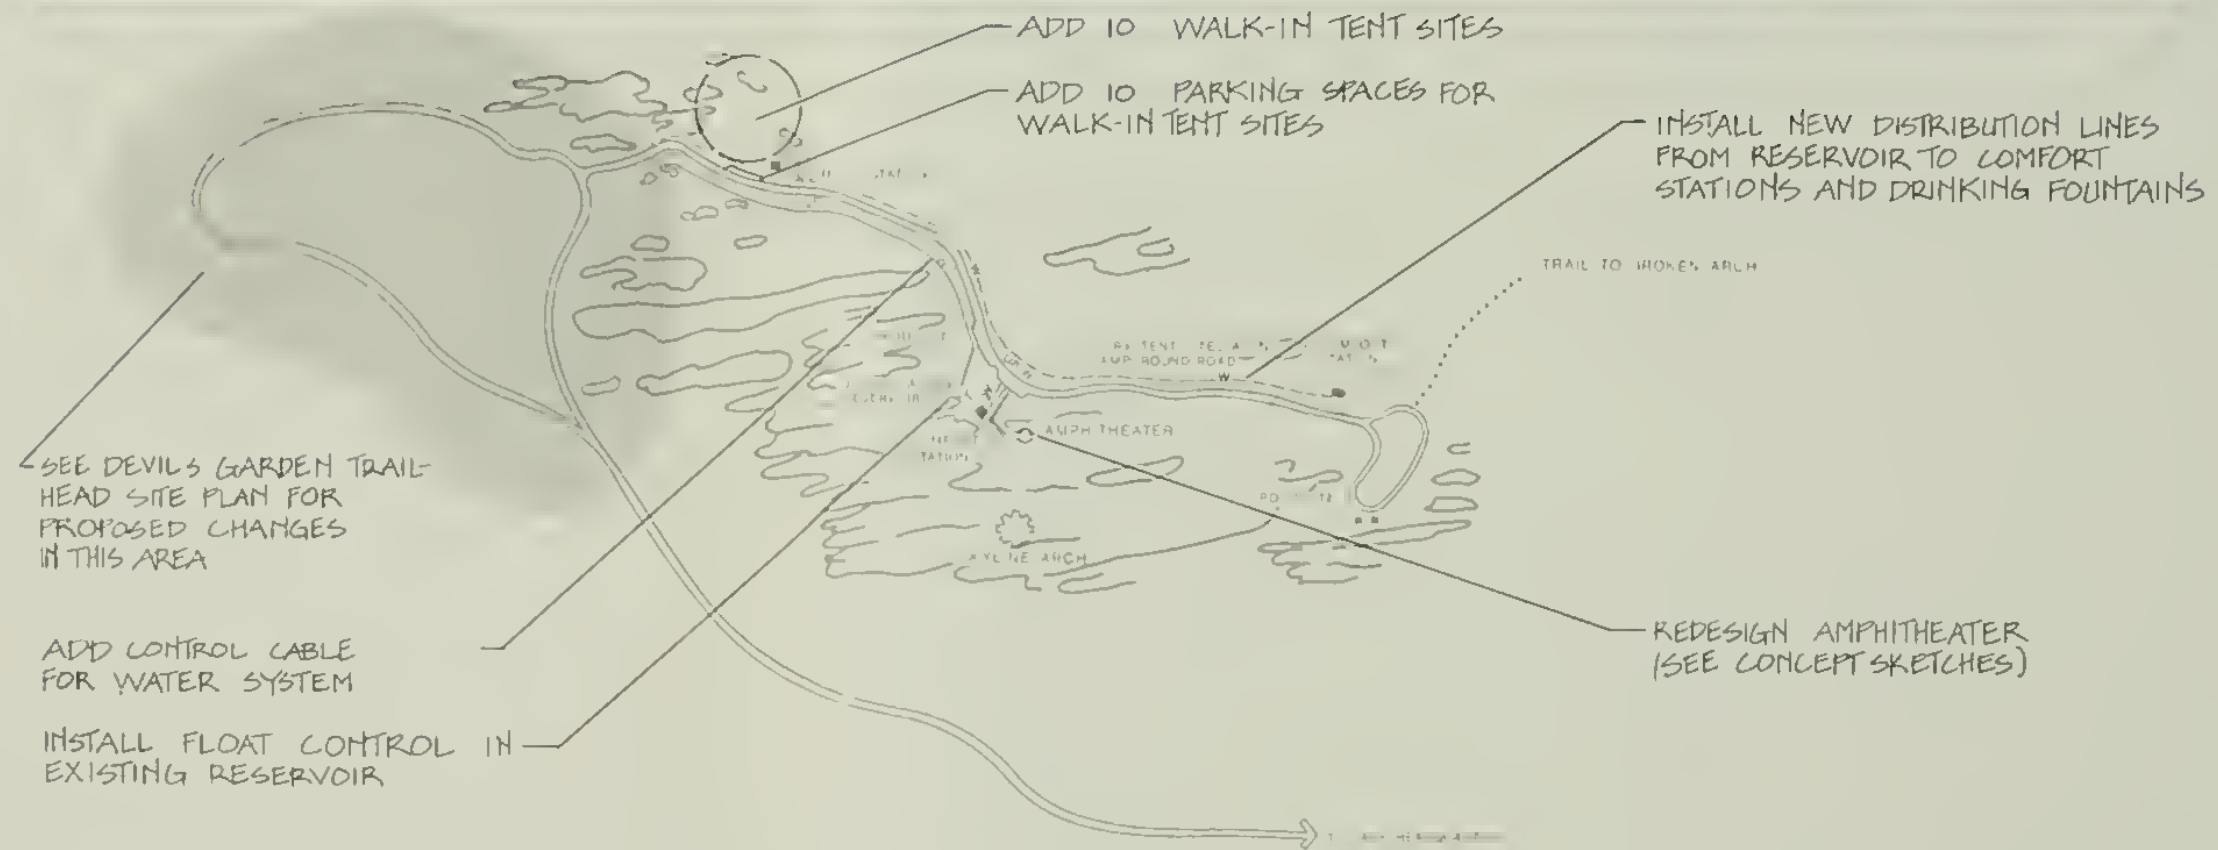 ADD 10 WALK-IN TENT SITES
ADD 10 PARKING SPACES FOR
WALK-IN TENT SITES
INSTALL NEW DISTRIBUTION LINES
FROM RESERVOIR TO COMFORT
STATIONS AND DRINKING FOUNTAINS
TRAIL TO BROKEN ARCH
ROUND ROAD
W
AMPHITHEATER
ARCH
SEE DEVILS GARDEN TRAIL-
HEAD SITE PLAN FOR
PROPOSED CHANGES
IN THIS AREA
ADD CONTROL CABLE
FOR WATER SYSTEM
INSTALL FLOAT CONTROL IN
EXISTING RESERVOIR
REDESIGN AMPHITHEATER
(SEE CONCEPT SKETCHES)